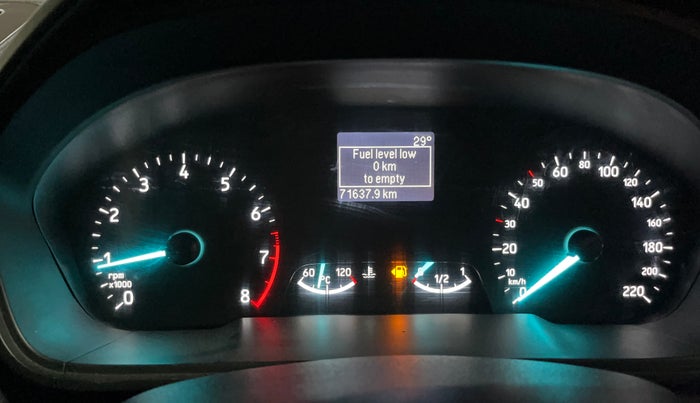 29°
Fuel level low
0 km
to empty
71637.9 km
0 1 2 3 4 5 6 7 8
rpm
x1000
60 120
°C
1/2 1
0 10 20 30 40 50 60 80 100 120 140 160 180 200 220
km/h